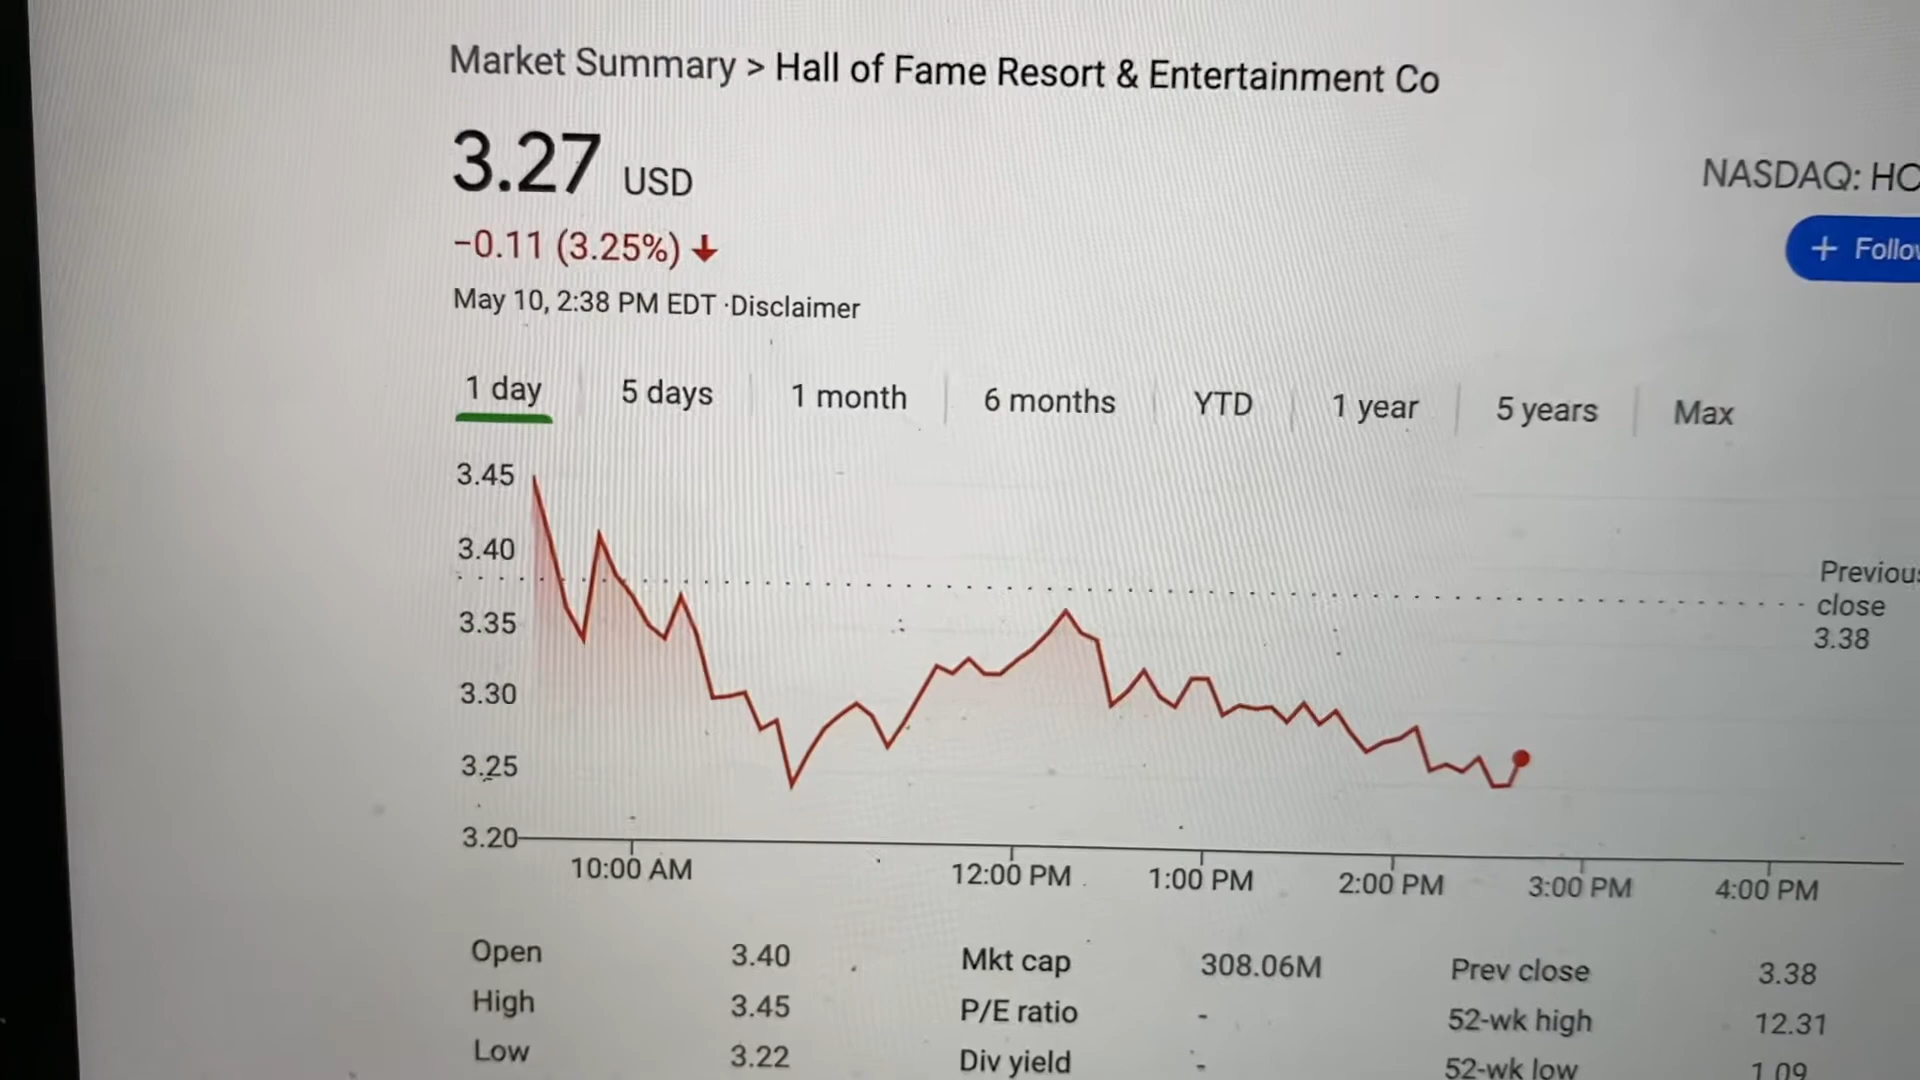 Market Summary > Hall of Fame Resort & Entertainment Co
3.27 USD
NASDAQ:
−0.11 (3.25%)
+ Follow
May 10, 2:38 PM EDT ·Disclaimer
1 day 5 days 1 month 6 months YTD 1 year 5 years Max
3.45
3.40
3.35
3.30
3.25
3.20
Previous
close
3.38
10:00 AM 12:00 PM 1:00 PM 2:00 PM 3:00 PM 4:00 PM
Open 3.40 Mkt cap 308.06M Prev close 3.38
High 3.45 P/E ratio - 52-wk high 12.31
Low 3.22 Div yield - 52-wk low 1.09